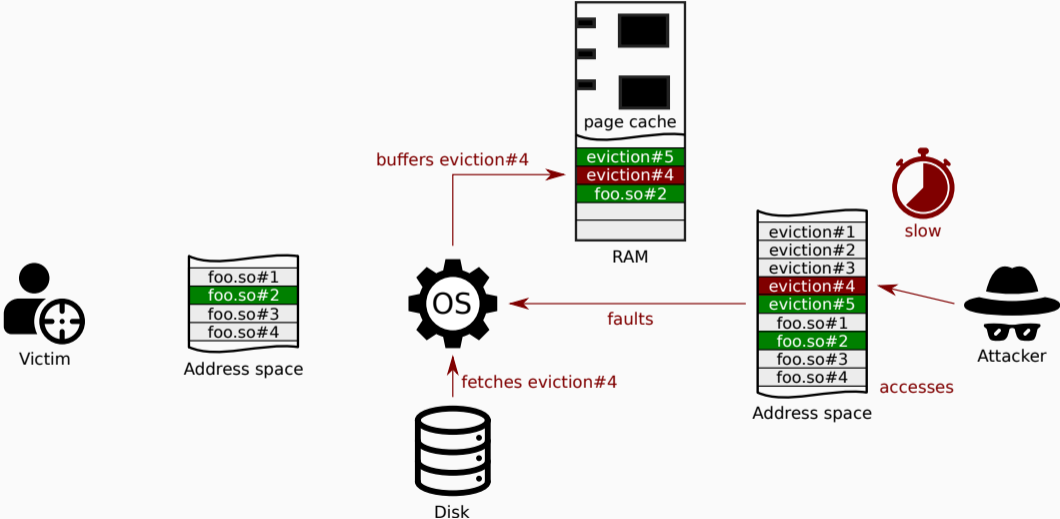 page cache
eviction#5
eviction#4
foo.so#2
RAM
buffers eviction#4
slow
eviction#1
eviction#2
eviction#3
eviction#4
eviction#5
foo.so#1
foo.so#2
foo.so#3
foo.so#4
Address space
foo.so#1
foo.so#2
foo.so#3
foo.so#4
Address space
Victim
OS
faults
Attacker
accesses
fetches eviction#4
Disk